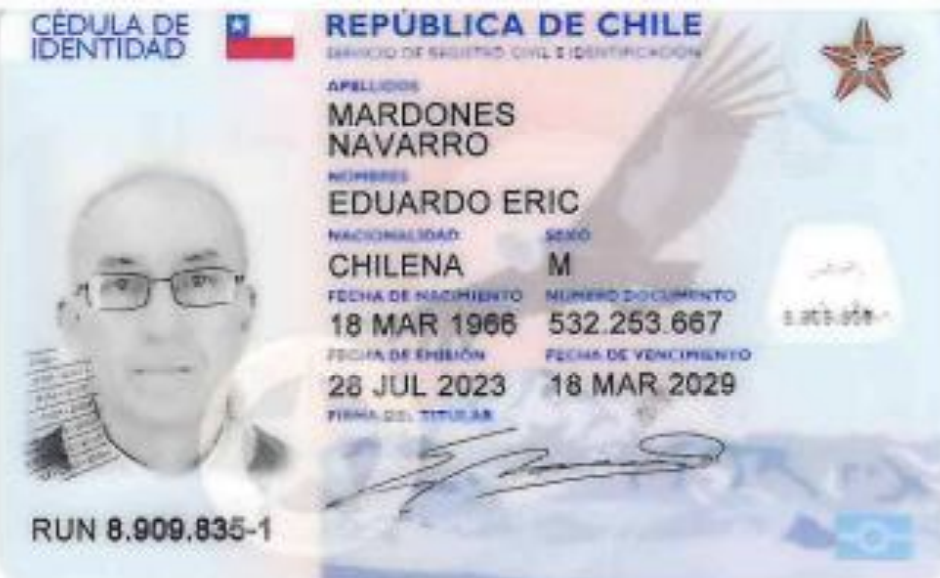 CÉDULA DE
IDENTIDAD
REPÚBLICA DE CHILE
SERVICIO DE REGISTRO CIVIL E IDENTIFICACIÓN
APELLIDOS
MARDONES
NAVARRO
NOMBRES
EDUARDO ERIC
NACIONALIDAD
SEXO
CHILENA
M
FECHA DE NACIMIENTO
NÚMERO DOCUMENTO
18 MAR 1966
532.253.667
FECHA DE EMISIÓN
FECHA DE VENCIMIENTO
28 JUL 2023
18 MAR 2029
FIRMA DEL TITULAR
RUN 8.909.835-1